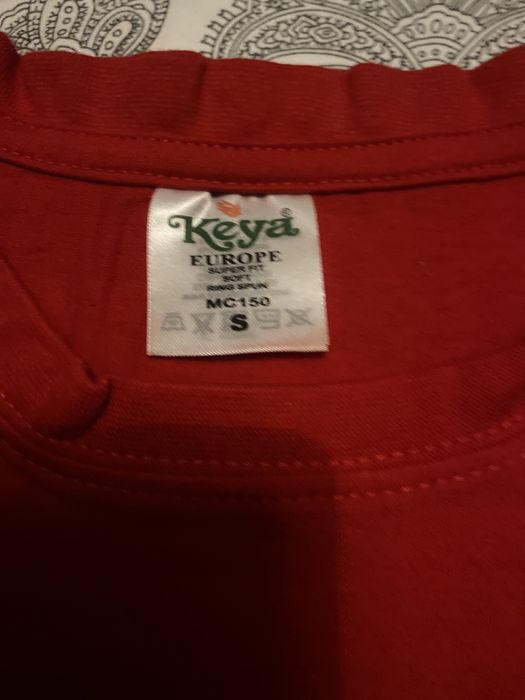 Keya®
EUROPE
SUPER FIT
SOFT
RING SPUN
MC150
S